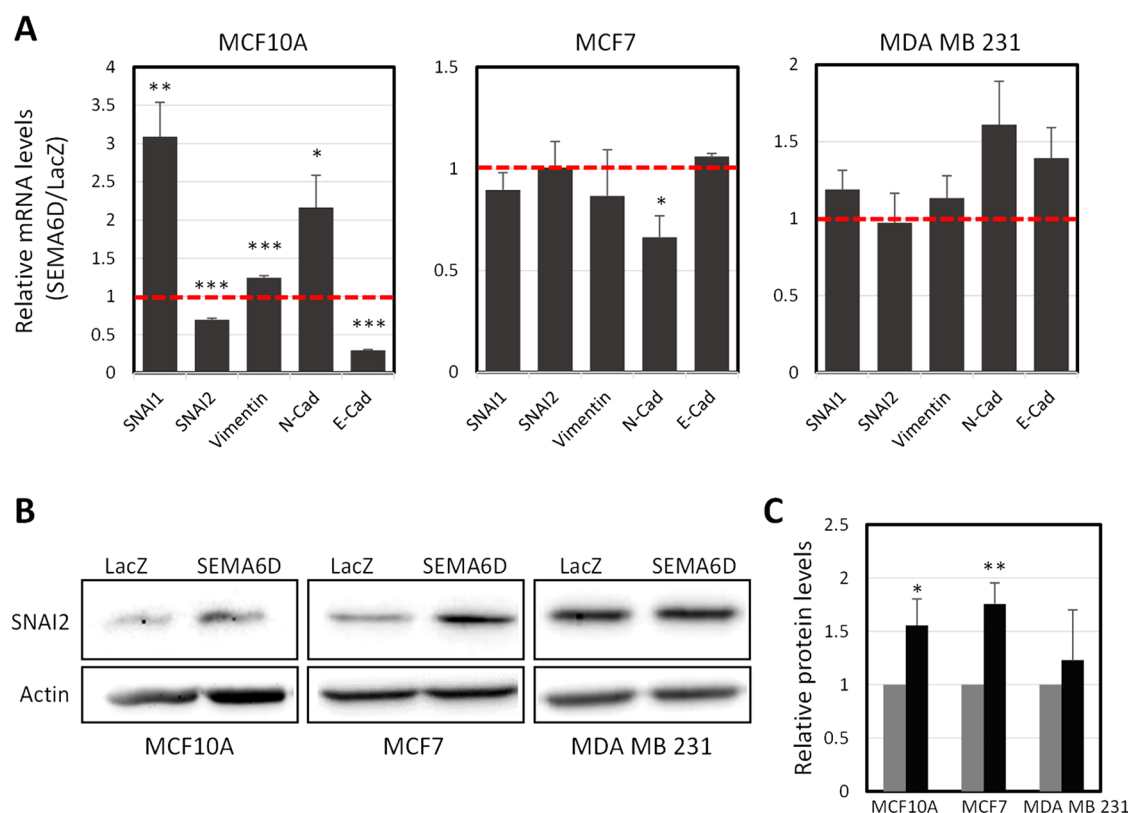 A
MCF10A
MCF7
MDA MB 231
Relative mRNA levels
(SEMA6D/LacZ)
4
3.5
3
2.5
2
1.5
1
0.5
0
**
***
***
*
***
SNAI1
SNAI2
Vimentin
N-Cad
E-Cad
1.5
1
0.5
0
*
SNAI1
SNAI2
Vimentin
N-Cad
E-Cad
2
1.5
1
0.5
0
SNAI1
SNAI2
Vimentin
N-Cad
E-Cad
B
LacZ SEMA6D LacZ SEMA6D LacZ SEMA6D
SNAI2
Actin
MCF10A MCF7 MDA MB 231
C
Relative protein levels
2.5
2
1.5
1
0.5
0
*
**
MCF10A MCF7 MDA MB 231